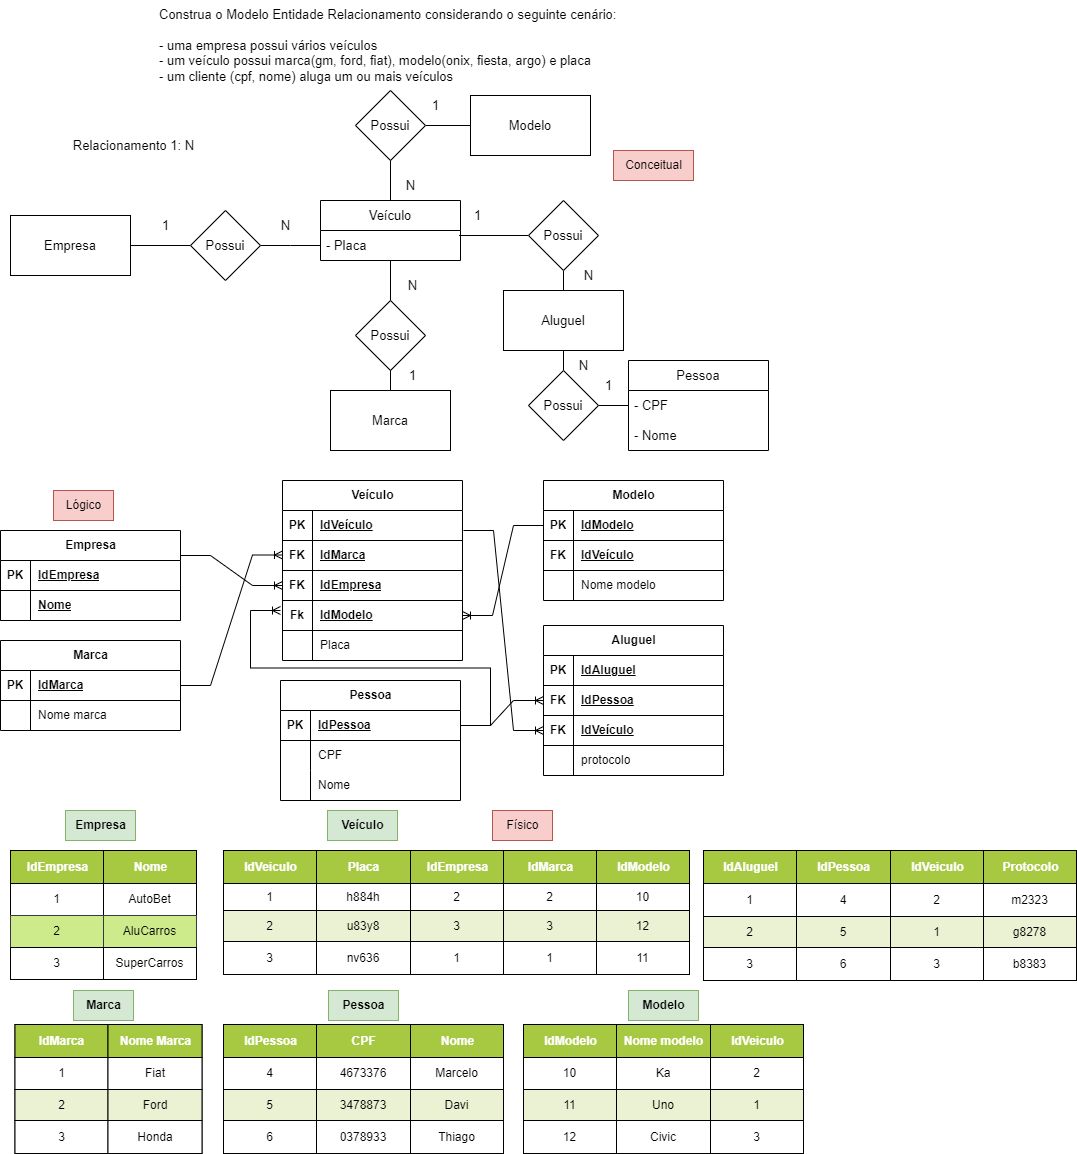 Construa o Modelo Entidade Relacionamento considerando o seguinte cenário:
- uma empresa possui vários veículos
- um veículo possui marca(gm, ford, fiat), modelo(onix, fiesta, argo) e placa
- um cliente (cpf, nome) aluga um ou mais veículos
Relacionamento 1: N
Possui
1
Modelo
Conceitual
N
Empresa
1
Possui
N
Veículo
- Placa
1
Possui
N
N
Aluguel
Possui
1
Marca
N
Possui
1
Pessoa
- CPF
- Nome
Lógico
Empresa
PK IdEmpresa
Nome
Marca
PK IdMarca
Nome marca
Veículo
PK IdVeículo
FK IdMarca
FK IdEmpresa
Fk IdModelo
Placa
Pessoa
PK IdPessoa
CPF
Nome
Modelo
PK IdModelo
FK IdVeículo
Nome modelo
Aluguel
PK IdAluguel
FK IdPessoa
FK IdVeículo
protocolo
Empresa
Veículo
Físico
IdEmpresa Nome
1 AutoBet
2 AluCarros
3 SuperCarros
IdVeiculo Placa IdEmpresa IdMarca IdModelo
1 h884h 2 2 10
2 u83y8 3 3 12
3 nv636 1 1 11
IdAluguel IdPessoa IdVeiculo Protocolo
1 4 2 m2323
2 5 1 g8278
3 6 3 b8383
Marca
Pessoa
Modelo
IdMarca Nome Marca
1 Fiat
2 Ford
3 Honda
IdPessoa CPF Nome
4 4673376 Marcelo
5 3478873 Davi
6 0378933 Thiago
IdModelo Nome modelo IdVeiculo
10 Ka 2
11 Uno 1
12 Civic 3